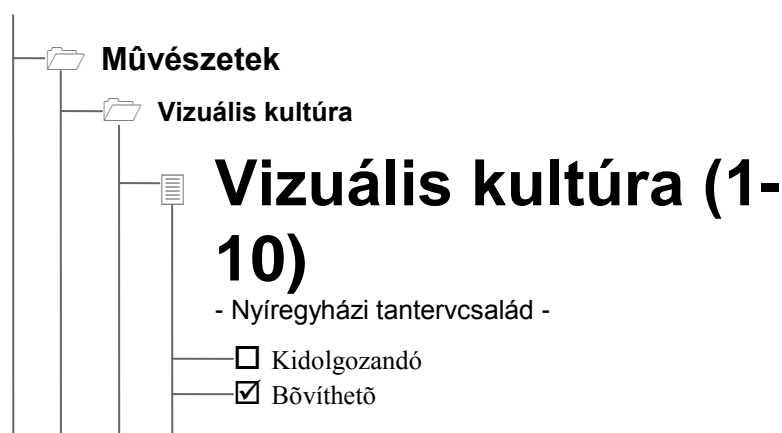 Mûvészetek
Vizuális kultúra
Vizuális kultúra (1-
10)
- Nyíregyházi tantervcsalád -
Kidolgozandó
Bõvíthetõ